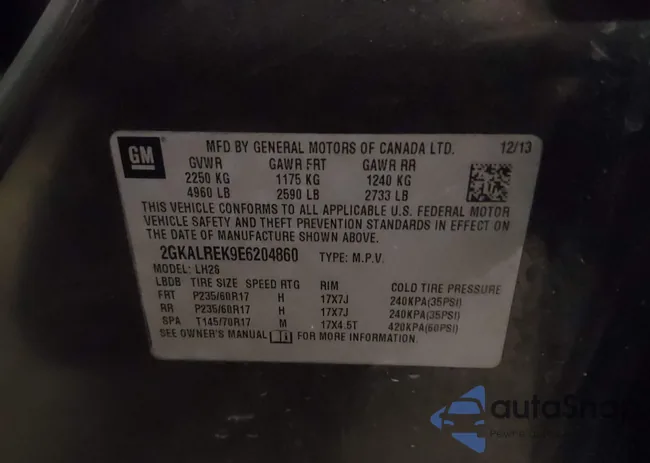 GM
MFD BY GENERAL MOTORS OF CANADA LTD. 12/13
GVWR GAWR FRT GAWR RR
2250 KG 1175 KG 1240 KG
4960 LB 2590 LB 2733 LB
THIS VEHICLE CONFORMS TO ALL APPLICABLE U.S. FEDERAL MOTOR
VEHICLE SAFETY AND THEFT PREVENTION STANDARDS IN EFFECT ON
THE DATE OF MANUFACTURE SHOWN ABOVE.
2GKALREK9E6204860 TYPE: M.P.V.
MODEL: LH26
LBDB TIRE SIZE SPEED RTG RIM COLD TIRE PRESSURE
FRT P235/60R17 H 17X7J 240KPA(35PSI)
RR P235/60R17 H 17X7J 240KPA(35PSI)
SPA T145/70R17 M 17X4.5T 420KPA(60PSI)
SEE OWNER'S MANUAL FOR MORE INFORMATION.